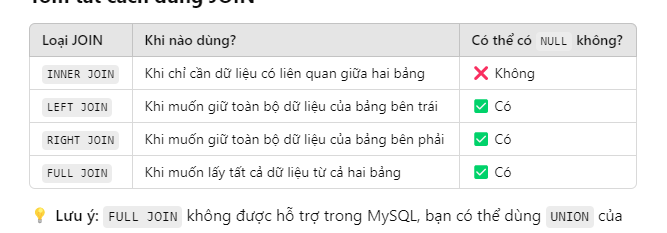 Tóm tắt cách dùng JOIN
Loại JOIN Khi nào dùng? Có thể có NULL không?
INNER JOIN Khi chỉ cần dữ liệu có liên quan giữa hai bảng ❌ Không
LEFT JOIN Khi muốn giữ toàn bộ dữ liệu của bảng bên trái ✅ Có
RIGHT JOIN Khi muốn giữ toàn bộ dữ liệu của bảng bên phải ✅ Có
FULL JOIN Khi muốn lấy tất cả dữ liệu từ cả hai bảng ✅ Có
💡 Lưu ý: FULL JOIN không được hỗ trợ trong MySQL, bạn có thể dùng UNION của